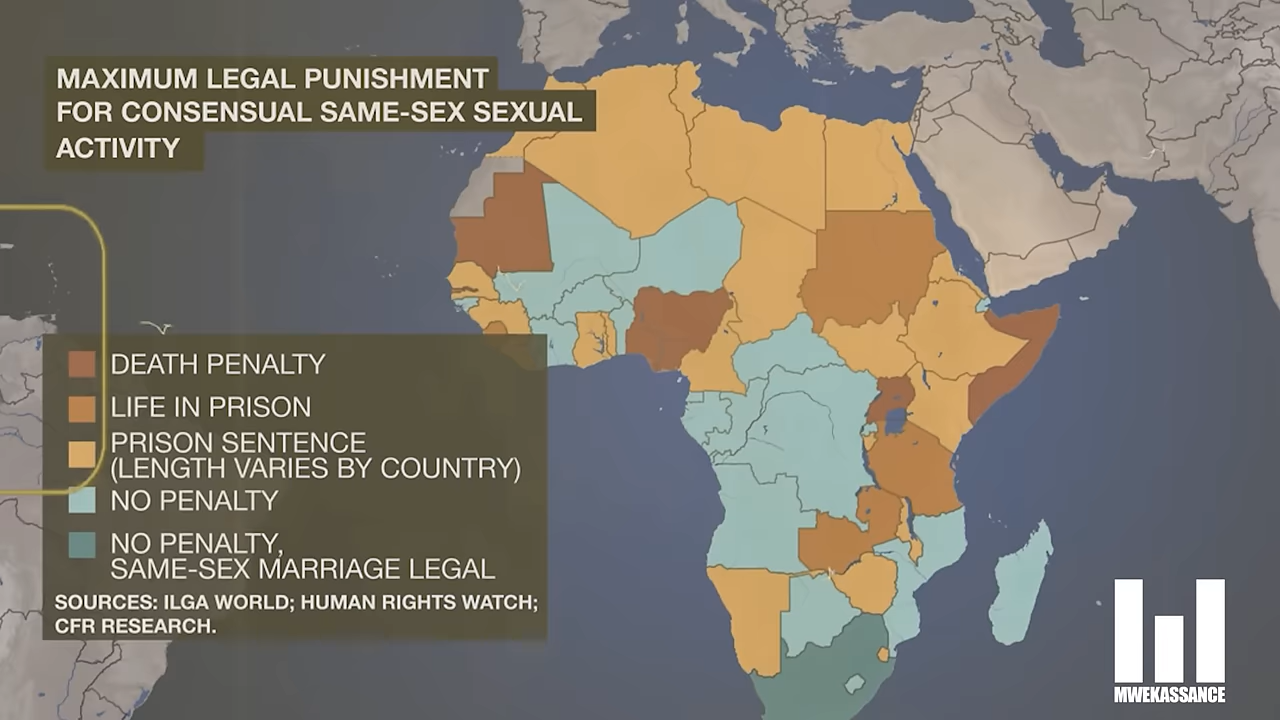 MAXIMUM LEGAL PUNISHMENT
FOR CONSENSUAL SAME-SEX SEXUAL
ACTIVITY
DEATH PENALTY
LIFE IN PRISON
PRISON SENTENCE
(LENGTH VARIES BY COUNTRY)
NO PENALTY
NO PENALTY,
SAME-SEX MARRIAGE LEGAL
SOURCES: ILGA WORLD; HUMAN RIGHTS WATCH;
CFR RESEARCH.
MWEKASSANCE